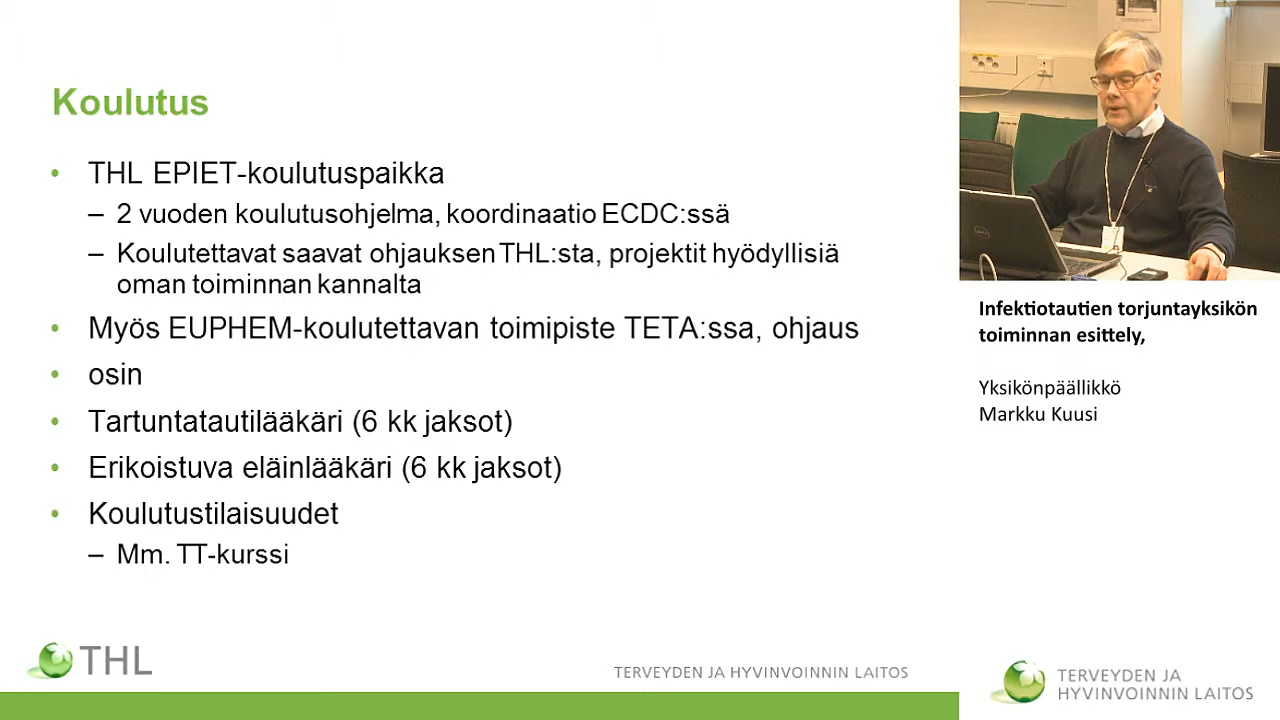 Koulutus
• THL EPIET-koulutuspaikka
– 2 vuoden koulutusohjelma, koordinaatio ECDC:ssä
– Koulutettavat saavat ohjauksen THL:sta, projektit hyödyllisiä
oman toiminnan kannalta
• Myös EUPHEM-koulutettavan toimipiste TETA:ssa, ohjaus
• osin
• Tartuntatautilääkäri (6 kk jaksot)
• Erikoistuva eläinlääkäri (6 kk jaksot)
• Koulutustilaisuudet
– Mm. TT-kurssi
THL
TERVEYDEN JA HYVINVOINNIN LAITOS
Infektiotautien torjuntayksikön
toiminnan esittely,
Yksikönpäällikkö
Markku Kuusi
TERVEYDEN JA
HYVINVOINNIN LAITOS